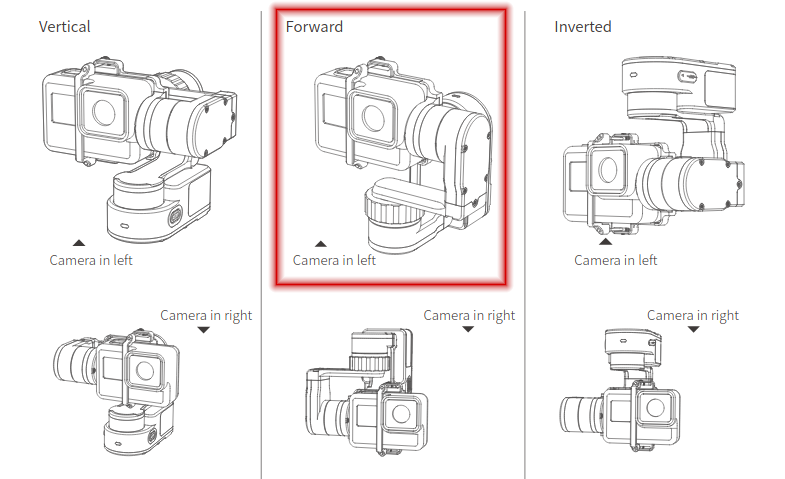 Vertical
Forward
Inverted
Camera in left
Camera in left
Camera in left
Camera in right
Camera in right
Camera in right